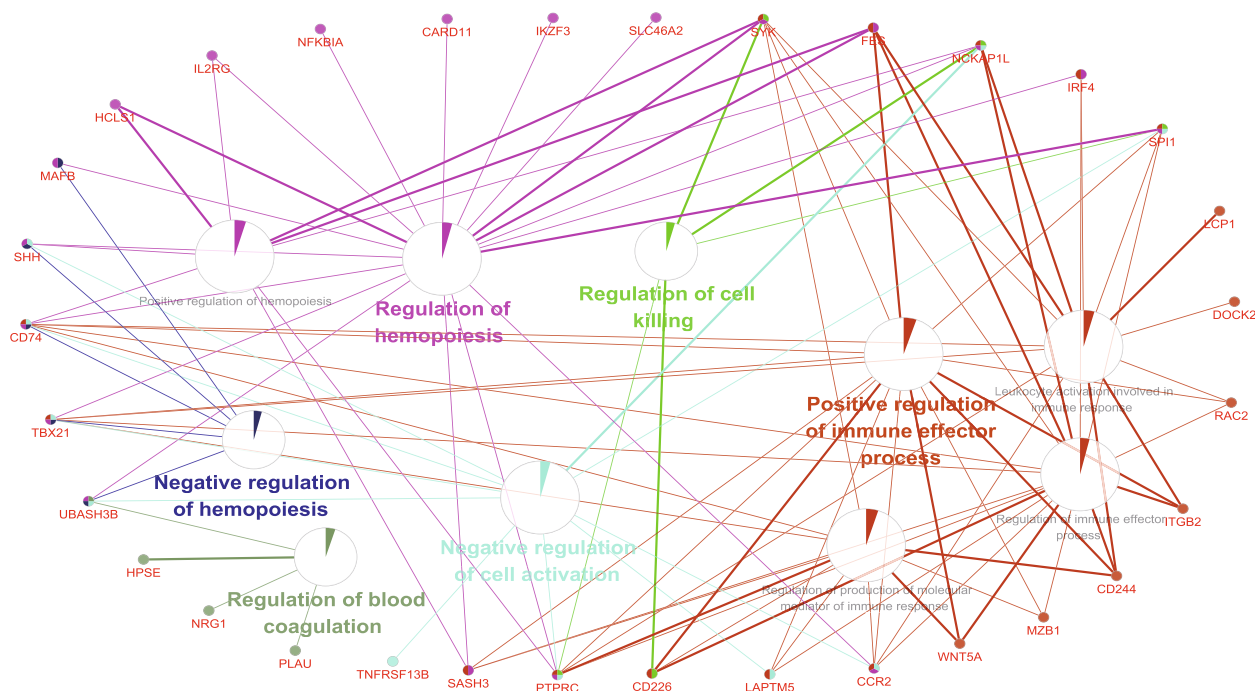 CARD11
IKZF3
SLC46A2
SYK
FES
NFKBIA
NCKAP1L
IL2RG
IRF4
HCLS1
SPI1
MAFB
LCP1
SHH
Positive regulation of hemopoiesis
Regulation of
hemopoiesis
Regulation of cell
killing
DOCK2
CD74
Leukocyte activation involved in
immune response
Positive regulation
of immune effector
process
RAC2
TBX21
Negative regulation
of hemopoiesis
UBASH3B
Regulation of immune effector
process
ITGB2
Negative regulation
of cell activation
HPSE
Regulation of production of molecular
mediator of immune response
CD244
Regulation of blood
coagulation
NRG1
MZB1
PLAU
WNT5A
TNFRSF13B
SASH3
PTPRC
CD226
LAPTM5
CCR2